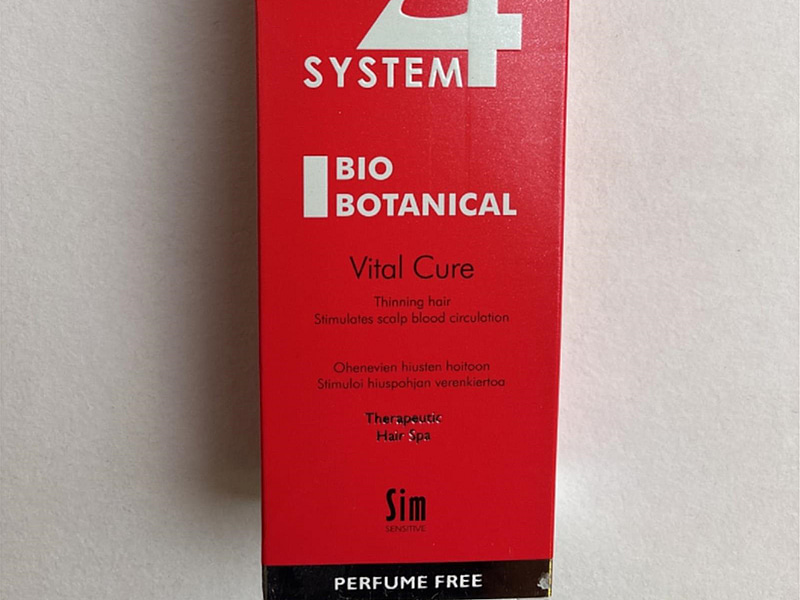 SYSTEM 4
BIO
BOTANICAL
Vital Cure
Thinning hair
Stimulates scalp blood circulation
Ohenevien hiusten hoitoon
Stimuloi hiuspohjan verenkiertoa
Therapeutic
Hair Spa
Sim
SENSITIVE
PERFUME FREE